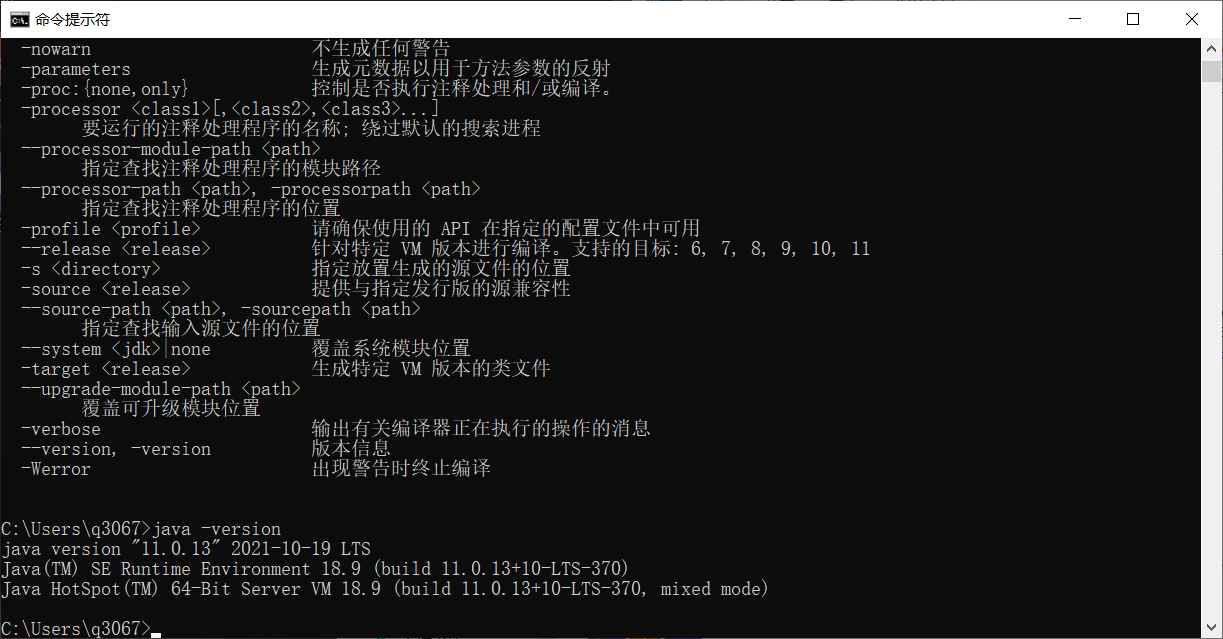 命令提示符
-nowarn 不生成任何警告
-parameters 生成元数据以用于方法参数的反射
-proc:{none,only} 控制是否执行注释处理和/或编译。
-processor <class1>[,<class2>,<class3>...]
要运行的注释处理程序的名称; 绕过默认的搜索进程
--processor-module-path <path>
指定查找注释处理程序的模块路径
--processor-path <path>, -processorpath <path>
指定查找注释处理程序的位置
-profile <profile> 请确保使用的 API 在指定的配置文件中可用
--release <release> 针对特定 VM 版本进行编译。支持的目标: 6, 7, 8, 9, 10, 11
-s <directory> 指定放置生成的源文件的位置
-source <release> 提供与指定发行版的源兼容性
--source-path <path>, -sourcepath <path>
指定查找输入源文件的位置
--system <jdk>|none 覆盖系统模块位置
-target <release> 生成特定 VM 版本的类文件
--upgrade-module-path <path>
覆盖可升级模块位置
-verbose 输出有关编译器正在执行的操作的消息
--version, -version 版本信息
-Werror 出现警告时终止编译
C:\Users\q3067>java -version
java version "11.0.13" 2021-10-19 LTS
Java(TM) SE Runtime Environment 18.9 (build 11.0.13+10-LTS-370)
Java HotSpot(TM) 64-Bit Server VM 18.9 (build 11.0.13+10-LTS-370, mixed mode)
C:\Users\q3067>